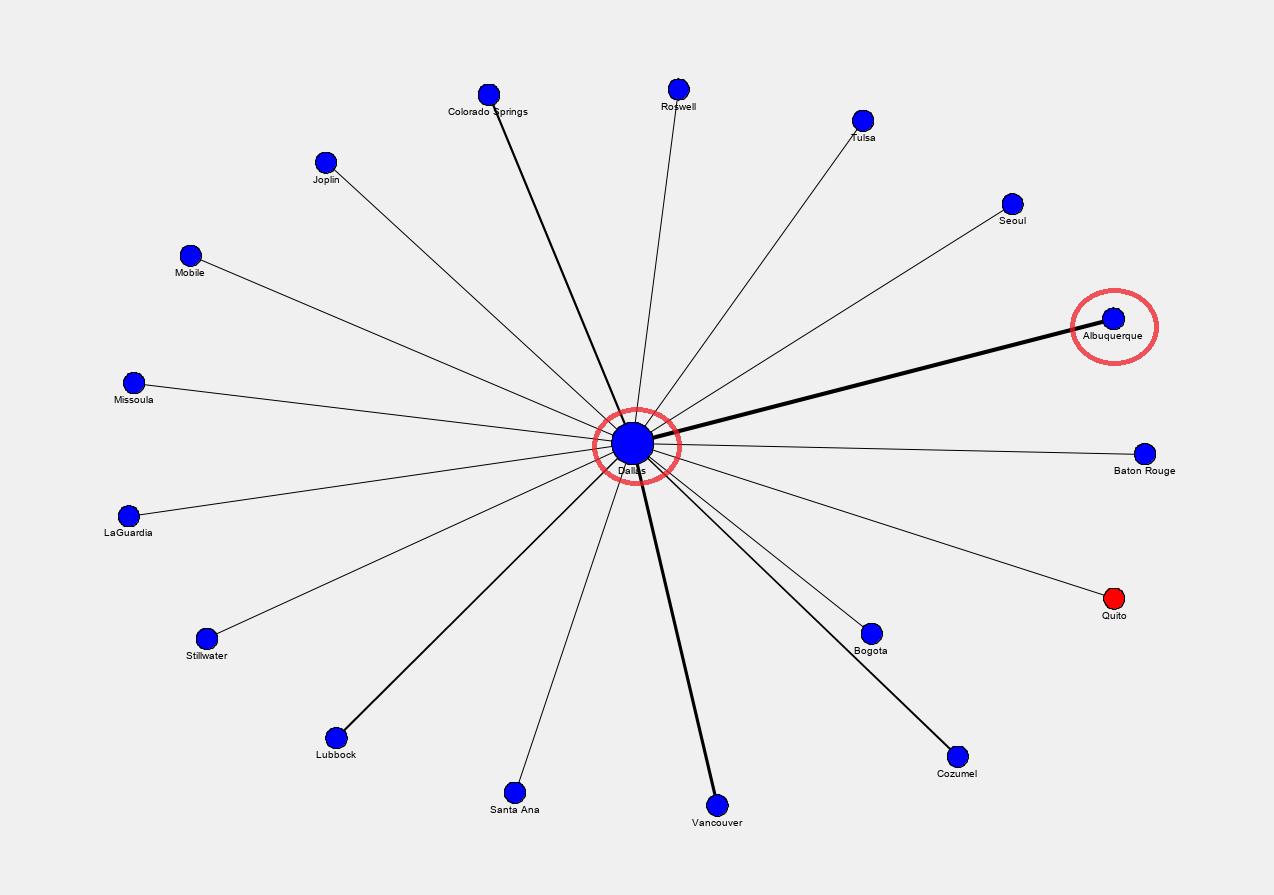 Roswell
Colorado Springs
Tulsa
Joplin
Seoul
Mobile
Albuquerque
Missoula
Dallas
Baton Rouge
LaGuardia
Quito
Bogota
Stillwater
Lubbock
Cozumel
Santa Ana
Vancouver